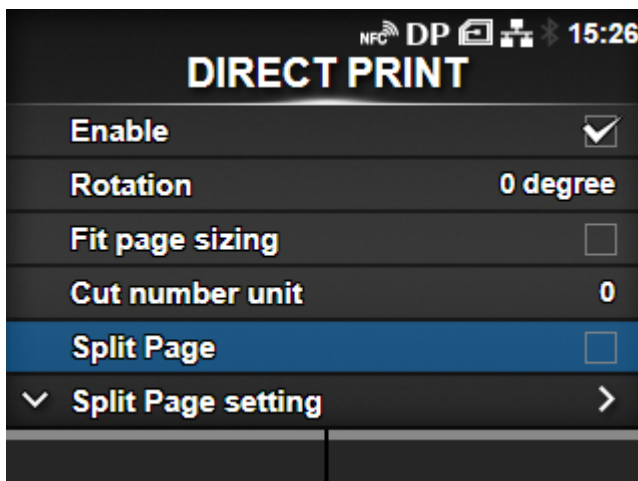 NFC DP 15:26
DIRECT PRINT
Enable
Rotation 0 degree
Fit page sizing
Cut number unit 0
Split Page
Split Page setting